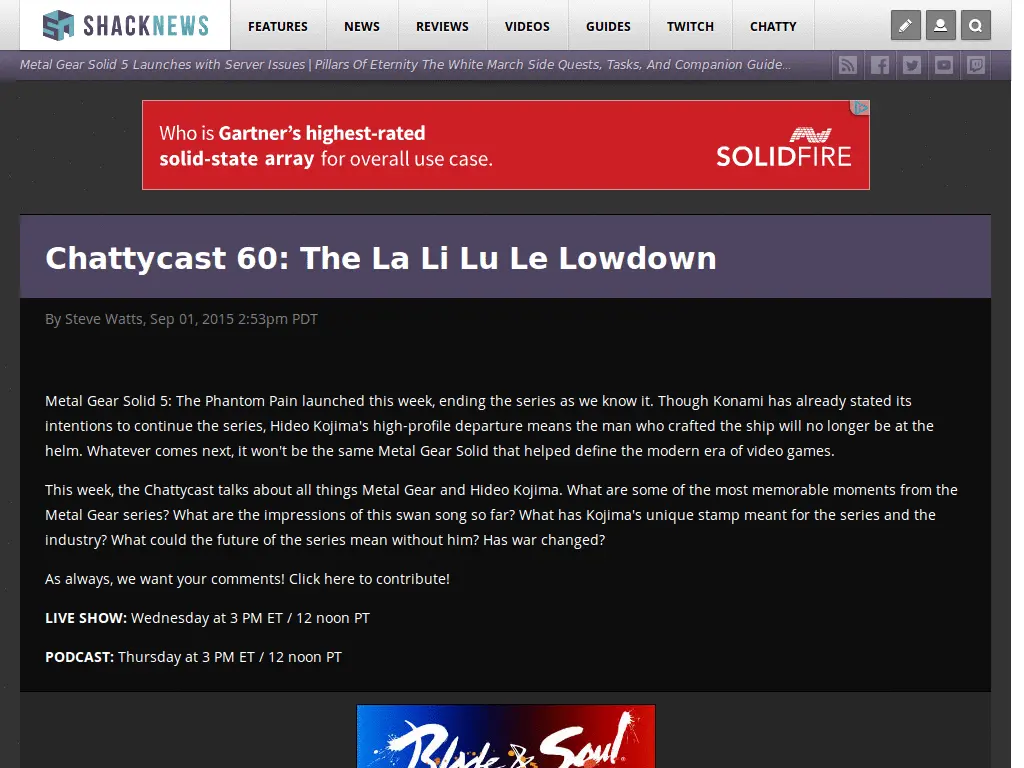 SHACKNEWS
FEATURES NEWS REVIEWS VIDEOS GUIDES TWITCH CHATTY
Metal Gear Solid 5 Launches with Server Issues | Pillars Of Eternity The White March Side Quests, Tasks, And Companion Guide...
Who is Gartner's highest-rated
solid-state array for overall use case.
SOLIDFIRE
Chattycast 60: The La Li Lu Le Lowdown
By Steve Watts, Sep 01, 2015 2:53pm PDT
Metal Gear Solid 5: The Phantom Pain launched this week, ending the series as we know it. Though Konami has already stated its
intentions to continue the series, Hideo Kojima's high-profile departure means the man who crafted the ship will no longer be at the
helm. Whatever comes next, it won't be the same Metal Gear Solid that helped define the modern era of video games.
This week, the Chattycast talks about all things Metal Gear and Hideo Kojima. What are some of the most memorable moments from the
Metal Gear series? What are the impressions of this swan song so far? What has Kojima's unique stamp meant for the series and the
industry? What could the future of the series mean without him? Has war changed?
As always, we want your comments! Click here to contribute!
LIVE SHOW: Wednesday at 3 PM ET / 12 noon PT
PODCAST: Thursday at 3 PM ET / 12 noon PT
Blade & Soul